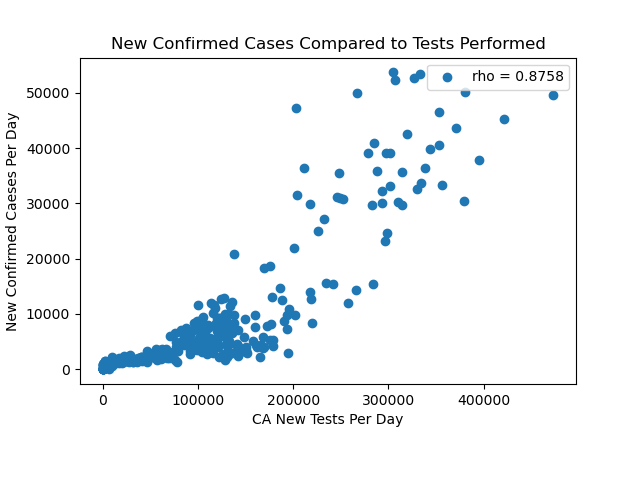 New Confirmed Cases Compared to Tests Performed
rho = 0.8758
New Confirmed Caeses Per Day
50000
40000
30000
20000
10000
0
0 100000 200000 300000 400000
CA New Tests Per Day